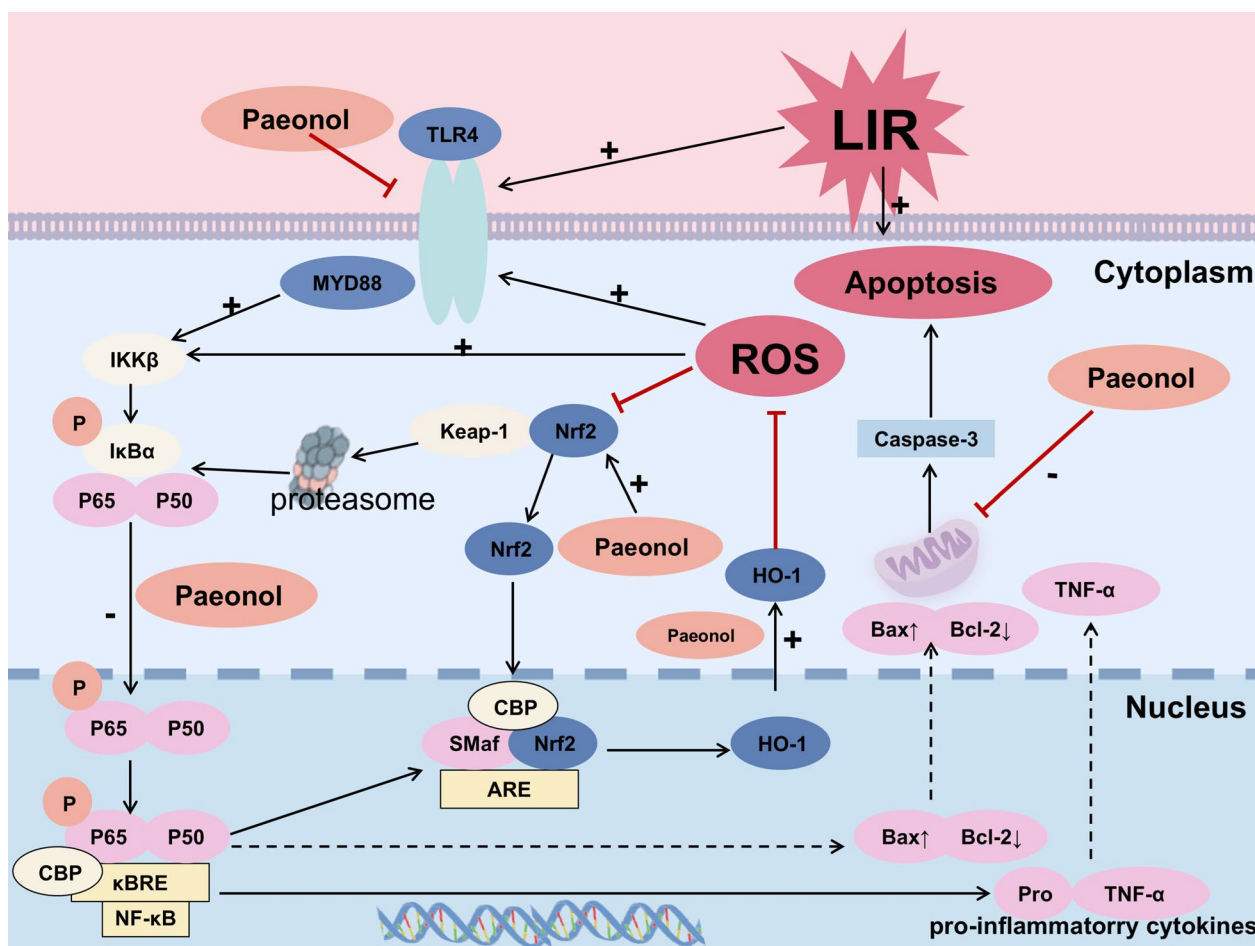 LIR
Paeonol
TLR4
+
+
Cytoplasm
Apoptosis
MYD88
+
+
ROS
+
IKKβ
Paeonol
P
Keap-1
Nrf2
Caspase-3
IκBα
P65
P50
proteasome
+
-
Nrf2
Paeonol
HO-1
TNF-α
Paeonol
-
Paeonol
+
Bax↑
Bcl-2↓
P
CBP
Nucleus
P65
P50
SMaf
Nrf2
HO-1
ARE
P
P65
P50
Bax↑
Bcl-2↓
CBP
κBRE
Pro
TNF-α
NF-κB
pro-inflammatorry cytokines